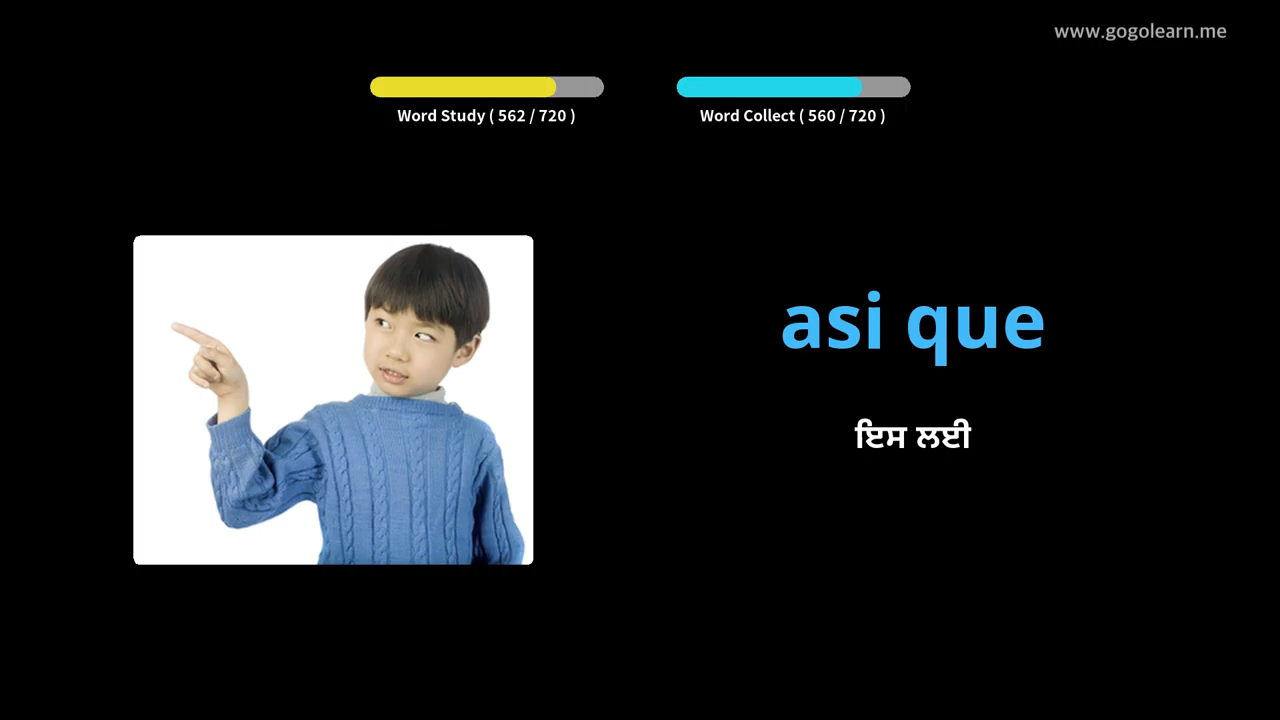 www.gogolearn.me
Word Study ( 562 / 720 )
Word Collect ( 560 / 720 )
asi que
ਇਸ ਲਈ